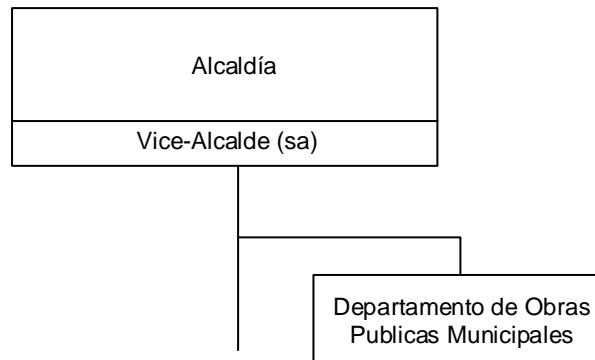 Alcaldía
Vice-Alcalde (sa)
Departamento de Obras
Publicas Municipales